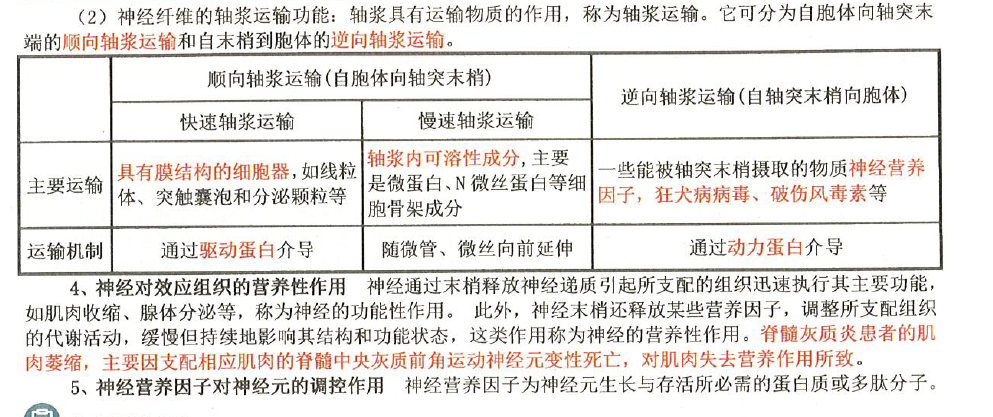 (2)神经纤维的轴浆运输功能：轴浆具有运输物质的作用，称为轴浆运输。它可分为自胞体向轴突末
端的顺向轴浆运输和自末梢到胞体的逆向轴浆运输。
顺向轴浆运输(自胞体向轴突末梢)
逆向轴浆运输(自轴突末梢向胞体)
快速轴浆运输
慢速轴浆运输
主要运输
具有膜结构的细胞器，如线粒
体、突触囊泡和分泌颗粒等
轴浆内可溶性成分，主要
是微蛋白、N微丝蛋白等细
胞骨架成分
一些能被轴突末梢摄取的物质神经营养
因子，狂犬病病毒、破伤风毒素等
运输机制
通过驱动蛋白介导
随微管、微丝向前延伸
通过动力蛋白介导
4、神经对效应组织的营养性作用 神经通过末梢释放神经递质引起所支配的组织迅速执行其主要功能，
如肌肉收缩、腺体分泌等，称为神经的功能性作用。 此外，神经末梢还释放某些营养因子，调整所支配组织
的代谢活动，缓慢但持续地影响其结构和功能状态，这类作用称为神经的营养性作用。脊髓灰质炎患者的肌
肉萎缩，主要因支配相应肌肉的脊髓中央灰质前角运动神经元变性死亡，对肌肉失去营养作用所致。
5、神经营养因子对神经元的调控作用 神经营养因子为神经元生长与存活所必需的蛋白质或多肽分子。